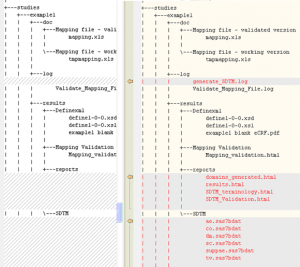 +---studies
+---example1
+---doc
+---Mapping file - vali
mapping.xls
\---Mapping file - work
tapmapping.xls
+---log
Validate_Mapping_Fi
+---results
+---Definexml
define1-0-0.xsd
define1-0-0.xsl
example1 blank
+---Mapping Validation
Mapping_validat
+---reports
\---SDTM
+---studies
+---example1
+---doc
+---Mapping file - validated version
mapping.xls
\---Mapping file - working version
tapmapping.xls
+---log
generate_SDTM.log
Validate_Mapping_File.log
+---results
+---Definexml
define1-0-0.xsd
define1-0-0.xsl
example1 blank eCRF.pdf
+---Mapping Validation
Mapping_validation.html
+---reports
domains_generated.html
results.html
SDTM_terminology.html
SDTM_Validation.html
\---SDTM
ae.sas7bdat
co.sas7bdat
dm.sas7bdat
sc.sas7bdat
suppae.sas7bdat
tv.sas7bdat